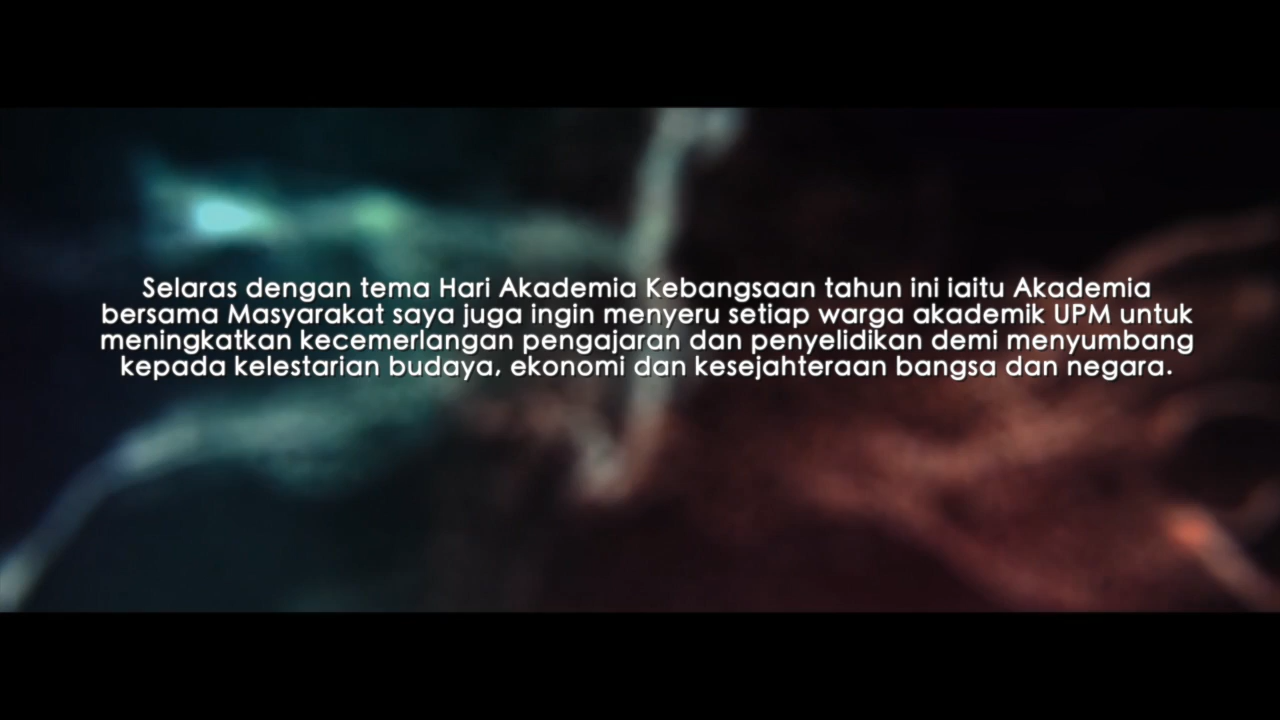 Selaras dengan tema Hari Akademia Kebangsaan tahun ini iaitu Akademia
bersama Masyarakat saya juga ingin menyeru setiap warga akademik UPM untuk
meningkatkan kecemerlangan pengajaran dan penyelidikan demi menyumbang
kepada kelestarian budaya, ekonomi dan kesejahteraan bangsa dan negara.